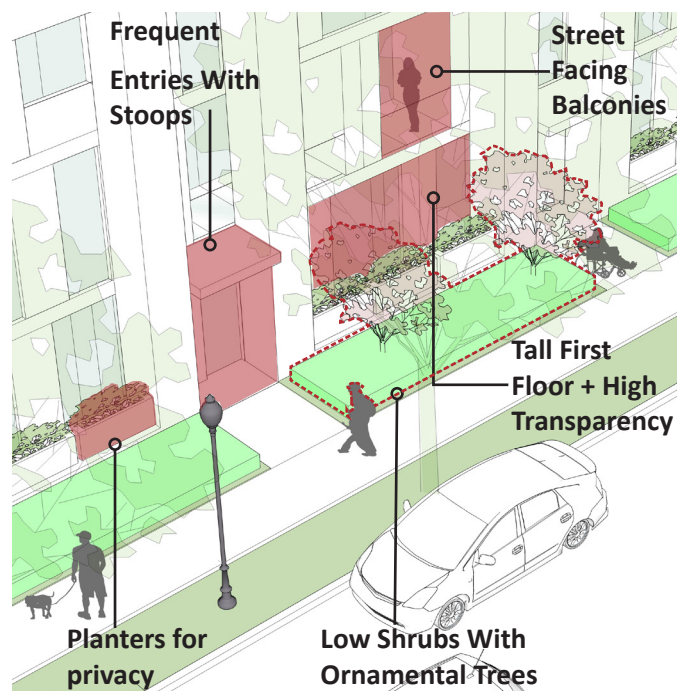 Frequent
Entries With
Stoops
Street
Facing
Balconies
Tall First
Floor + High
Transparency
Planters for
privacy
Low Shrubs With
Ornamental Trees